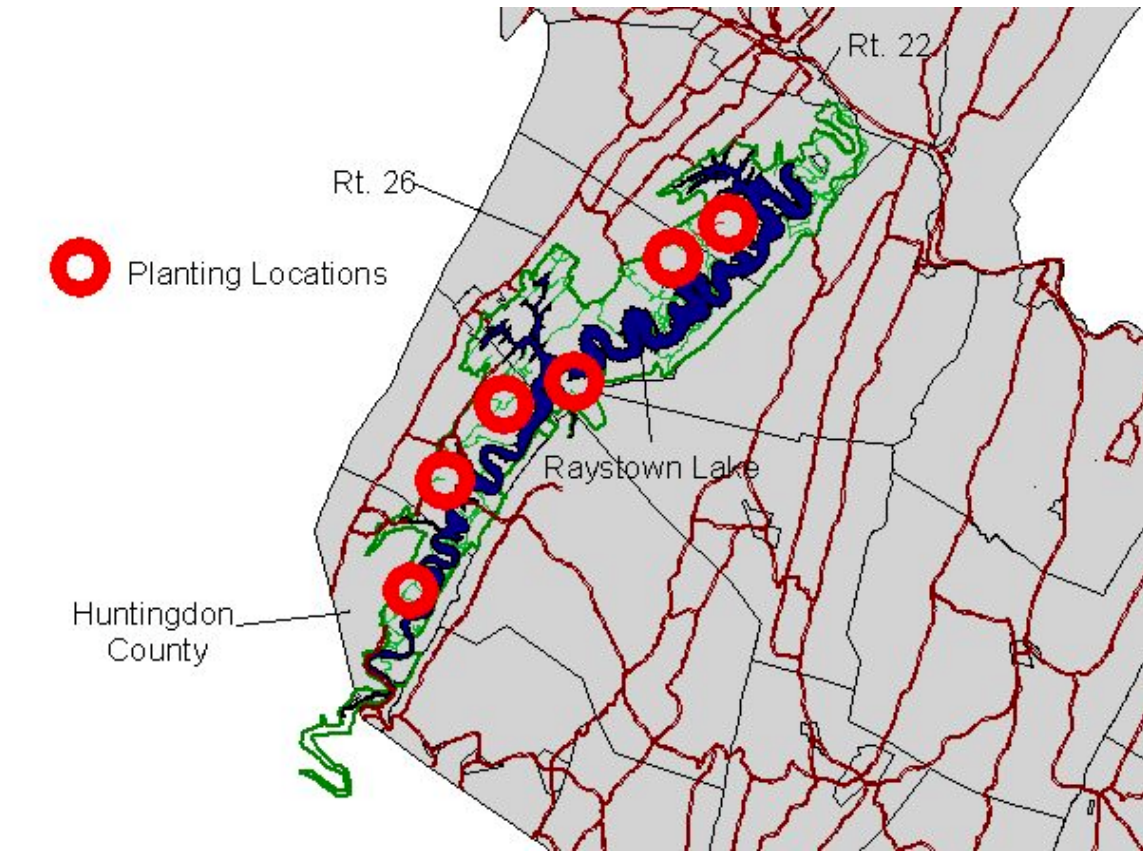 Rt. 22
Rt. 26
Planting Locations
Raystown Lake
Huntingdon
County